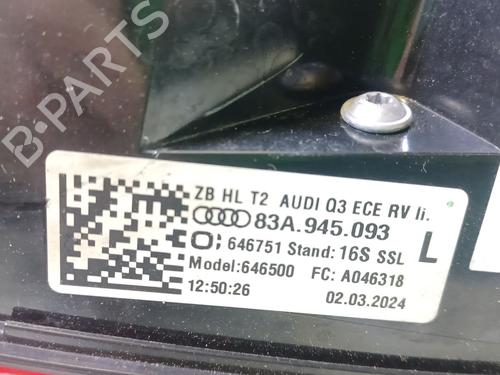 ZB HL T2 AUDI Q3 ECE RV li.
83A.945.093
646751 Stand: 16S SSL L
Model:646500 FC: A046318
12:50:26 02.03.2024
B-PARTS